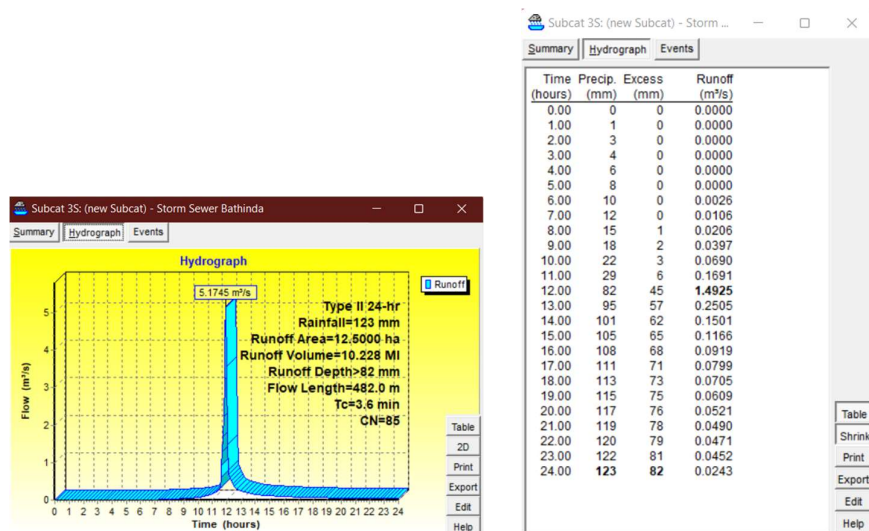 Subcat 3S: (new Subcat) - Storm Sewer Bathinda
Summary Hydrograph Events
Hydrograph
Runoff
5.1745 m³/s
Type II 24-hr
Rainfall=123 mm
Runoff Area=12.5000 ha
Runoff Volume=10.228 Ml
Runoff Depth>82 mm
Flow Length=482.0 m
Tc=3.6 min
CN=85
Flow (m³/s)
5
4
3
2
1
0
0 1 2 3 4 5 6 7 8 9 10 11 12 13 14 15 16 17 18 19 20 21 22 23 24
Time (hours)
Table
2D
Print
Export
Edit
Help
Subcat 3S: (new Subcat) - Storm ...
Summary Hydrograph Events
Time Precip. Excess Runoff
(hours) (mm) (mm) (m³/s)
0.00 0 0 0.0000
1.00 1 0 0.0000
2.00 3 0 0.0000
3.00 4 0 0.0000
4.00 6 0 0.0000
5.00 8 0 0.0000
6.00 10 0 0.0026
7.00 12 0 0.0106
8.00 15 1 0.0206
9.00 18 2 0.0397
10.00 22 3 0.0690
11.00 29 6 0.1691
12.00 82 45 1.4925
13.00 95 57 0.2505
14.00 101 62 0.1501
15.00 105 65 0.1166
16.00 108 68 0.0919
17.00 111 71 0.0799
18.00 113 73 0.0705
19.00 115 75 0.0609
20.00 117 76 0.0521
21.00 119 78 0.0490
22.00 120 79 0.0471
23.00 122 81 0.0452
24.00 123 82 0.0243
Table
Shrink
Print
Export
Edit
Help